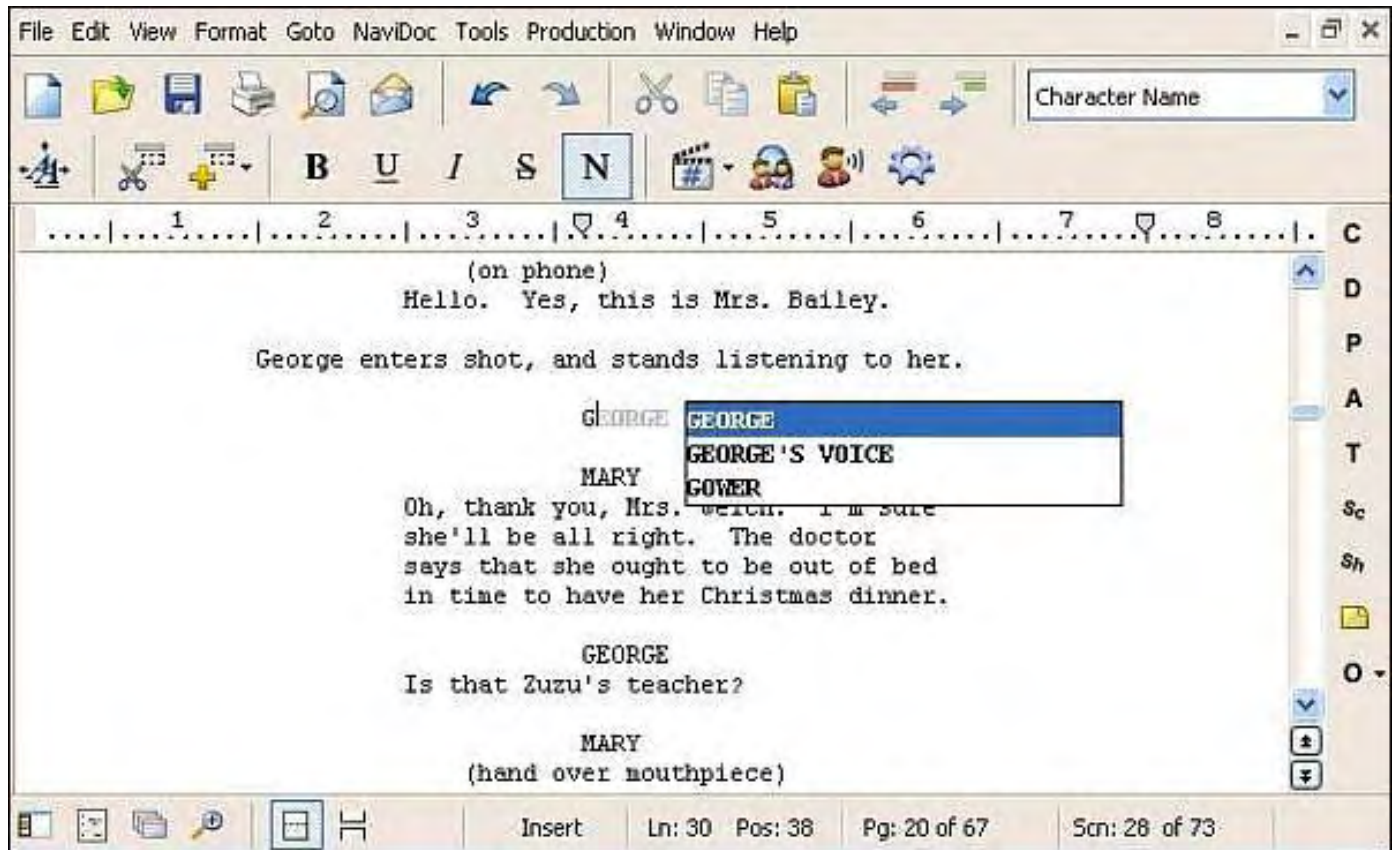 File Edit View Format Goto NaviDoc Tools Production Window Help
Character Name
A
B U I S N
#
1 2 3 4 5 6 7 8
C
D
P
A
T
Sc
Sh
O
(on phone)
Hello. Yes, this is Mrs. Bailey.
George enters shot, and stands listening to her.
GEORGE
GEORGE
GEORGE'S VOICE
GOWER
MARY
Oh, thank you, Mrs. Welch. I'm sure
she'll be all right. The doctor
says that she ought to be out of bed
in time to have her Christmas dinner.
GEORGE
Is that Zuzu's teacher?
MARY
(hand over mouthpiece)
Insert Ln: 30 Pos: 38 Pg: 20 of 67 Scn: 28 of 73